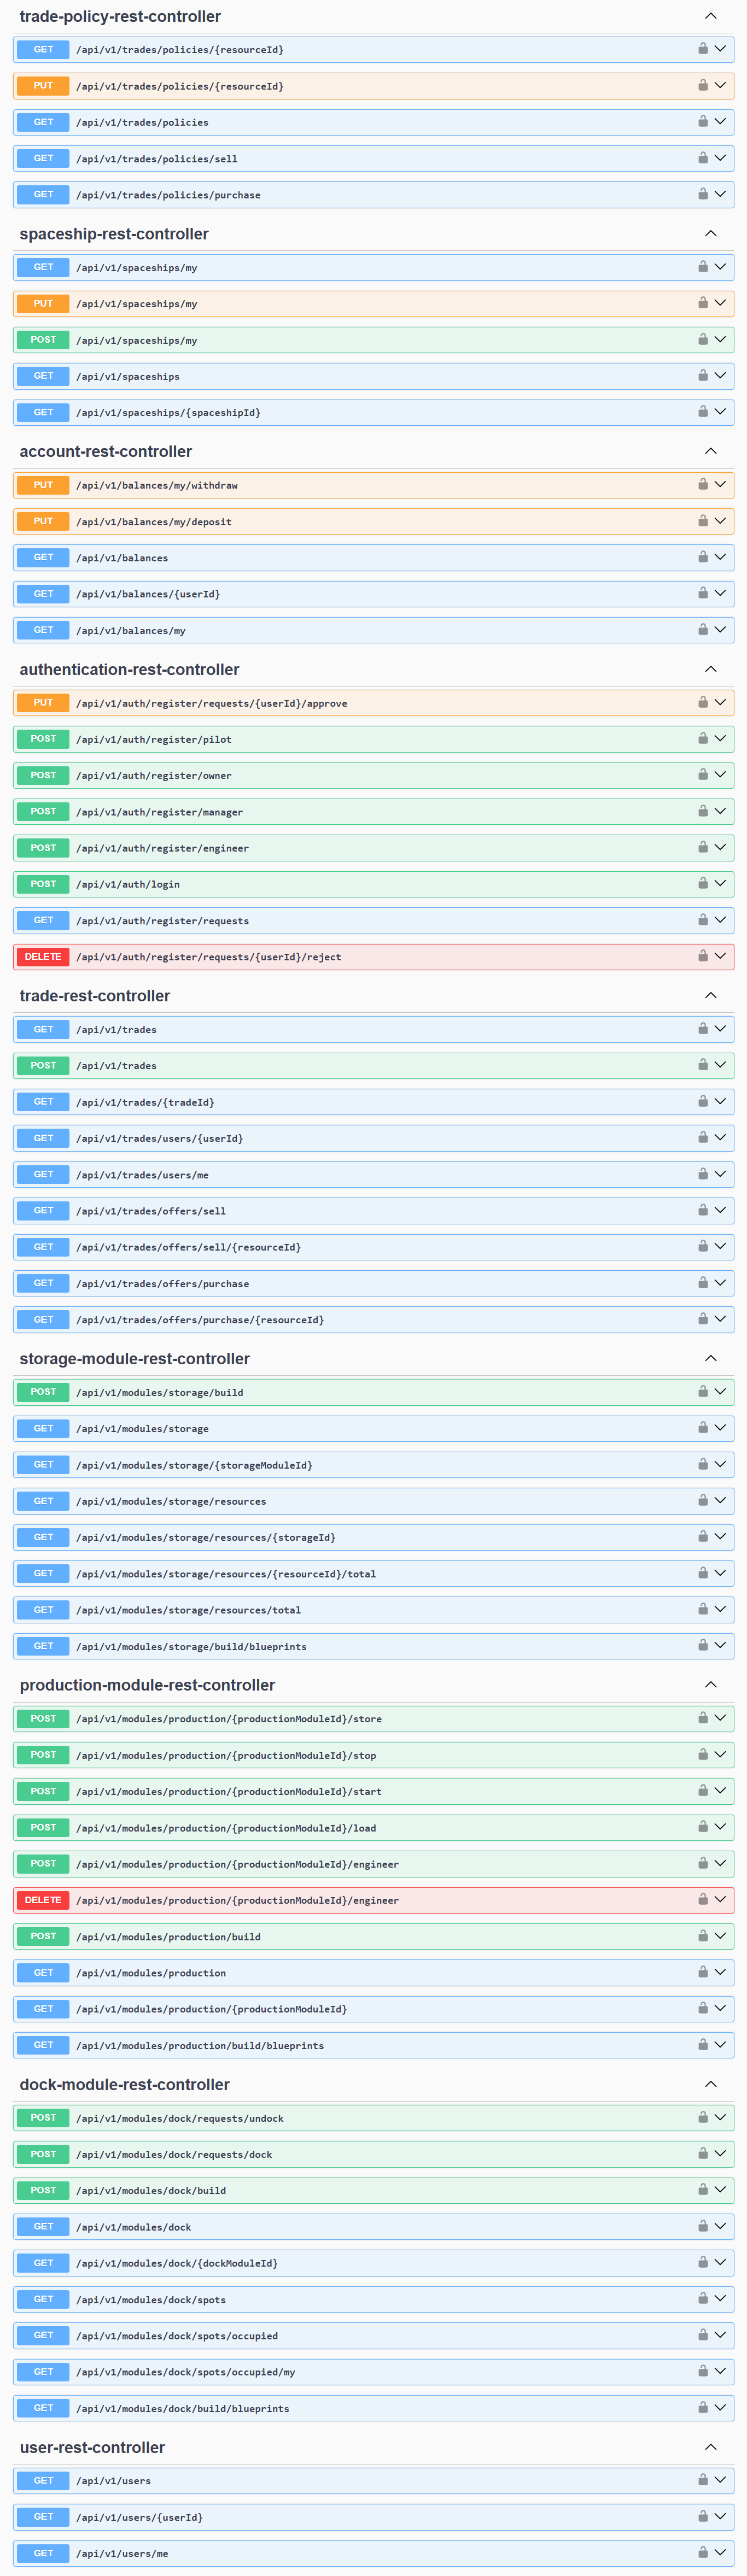 trade-policy-rest-controller
GET /api/v1/trades/policies/{resourceId}
PUT /api/v1/trades/policies/{resourceId}
GET /api/v1/trades/policies
GET /api/v1/trades/policies/sell
GET /api/v1/trades/policies/purchase
spaceship-rest-controller
GET /api/v1/spaceships/my
PUT /api/v1/spaceships/my
POST /api/v1/spaceships/my
GET /api/v1/spaceships
GET /api/v1/spaceships/{spaceshipId}
account-rest-controller
PUT /api/v1/balances/my/withdraw
PUT /api/v1/balances/my/deposit
GET /api/v1/balances
GET /api/v1/balances/{userId}
GET /api/v1/balances/my
authentication-rest-controller
PUT /api/v1/auth/register/requests/{userId}/approve
POST /api/v1/auth/register/pilot
POST /api/v1/auth/register/owner
POST /api/v1/auth/register/manager
POST /api/v1/auth/register/engineer
POST /api/v1/auth/login
GET /api/v1/auth/register/requests
DELETE /api/v1/auth/register/requests/{userId}/reject
trade-rest-controller
GET /api/v1/trades
POST /api/v1/trades
GET /api/v1/trades/{tradeId}
GET /api/v1/trades/users/{userId}
GET /api/v1/trades/users/me
GET /api/v1/trades/offers/sell
GET /api/v1/trades/offers/sell/{resourceId}
GET /api/v1/trades/offers/purchase
GET /api/v1/trades/offers/purchase/{resourceId}
storage-module-rest-controller
POST /api/v1/modules/storage/build
GET /api/v1/modules/storage
GET /api/v1/modules/storage/{storageModuleId}
GET /api/v1/modules/storage/resources
GET /api/v1/modules/storage/resources/{storageId}
GET /api/v1/modules/storage/resources/{resourceId}/total
GET /api/v1/modules/storage/resources/total
GET /api/v1/modules/storage/build/blueprints
production-module-rest-controller
POST /api/v1/modules/production/{productionModuleId}/store
POST /api/v1/modules/production/{productionModuleId}/stop
POST /api/v1/modules/production/{productionModuleId}/start
POST /api/v1/modules/production/{productionModuleId}/load
POST /api/v1/modules/production/{productionModuleId}/engineer
DELETE /api/v1/modules/production/{productionModuleId}/engineer
POST /api/v1/modules/production/build
GET /api/v1/modules/production
GET /api/v1/modules/production/{productionModuleId}
GET /api/v1/modules/production/build/blueprints
dock-module-rest-controller
POST /api/v1/modules/dock/requests/undock
POST /api/v1/modules/dock/requests/dock
POST /api/v1/modules/dock/build
GET /api/v1/modules/dock
GET /api/v1/modules/dock/{dockModuleId}
GET /api/v1/modules/dock/spots
GET /api/v1/modules/dock/spots/occupied
GET /api/v1/modules/dock/spots/occupied/my
GET /api/v1/modules/dock/build/blueprints
user-rest-controller
GET /api/v1/users
GET /api/v1/users/{userId}
GET /api/v1/users/me